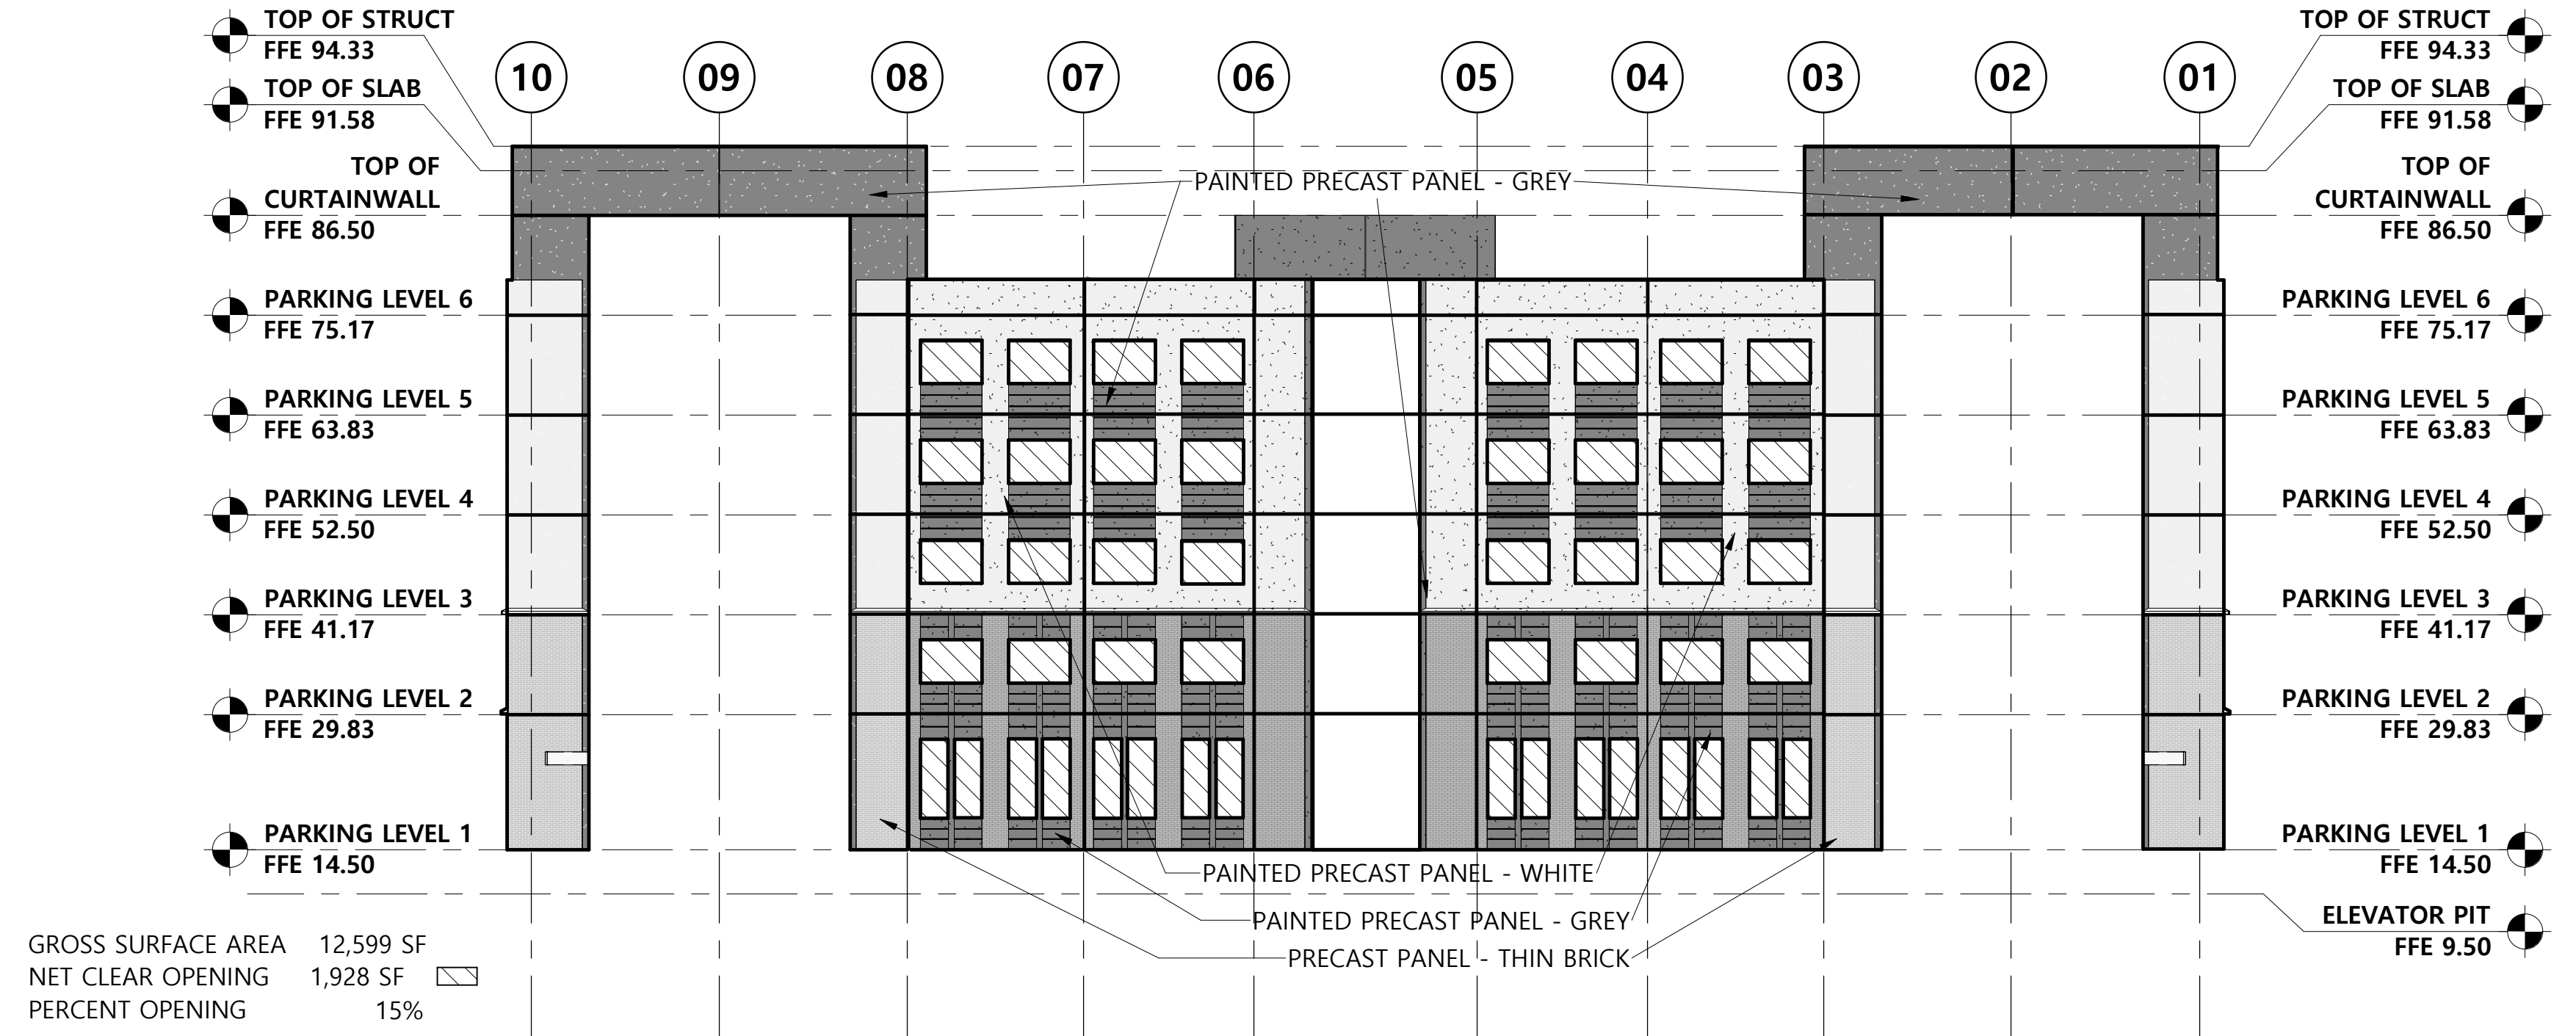 TOP OF STRUCT
FFE 94.33
TOP OF SLAB
FFE 91.58
TOP OF
CURTAINWALL
FFE 86.50
PARKING LEVEL 6
FFE 75.17
PARKING LEVEL 5
FFE 63.83
PARKING LEVEL 4
FFE 52.50
PARKING LEVEL 3
FFE 41.17
PARKING LEVEL 2
FFE 29.83
PARKING LEVEL 1
FFE 14.50
10 09 08 07 06 05 04 03 02 01
PAINTED PRECAST PANEL - GREY
PAINTED PRECAST PANEL - WHITE
PAINTED PRECAST PANEL - GREY
PRECAST PANEL - THIN BRICK
TOP OF STRUCT
FFE 94.33
TOP OF SLAB
FFE 91.58
TOP OF
CURTAINWALL
FFE 86.50
PARKING LEVEL 6
FFE 75.17
PARKING LEVEL 5
FFE 63.83
PARKING LEVEL 4
FFE 52.50
PARKING LEVEL 3
FFE 41.17
PARKING LEVEL 2
FFE 29.83
PARKING LEVEL 1
FFE 14.50
ELEVATOR PIT
FFE 9.50
GROSS SURFACE AREA 12,599 SF
NET CLEAR OPENING 1,928 SF
PERCENT OPENING 15%